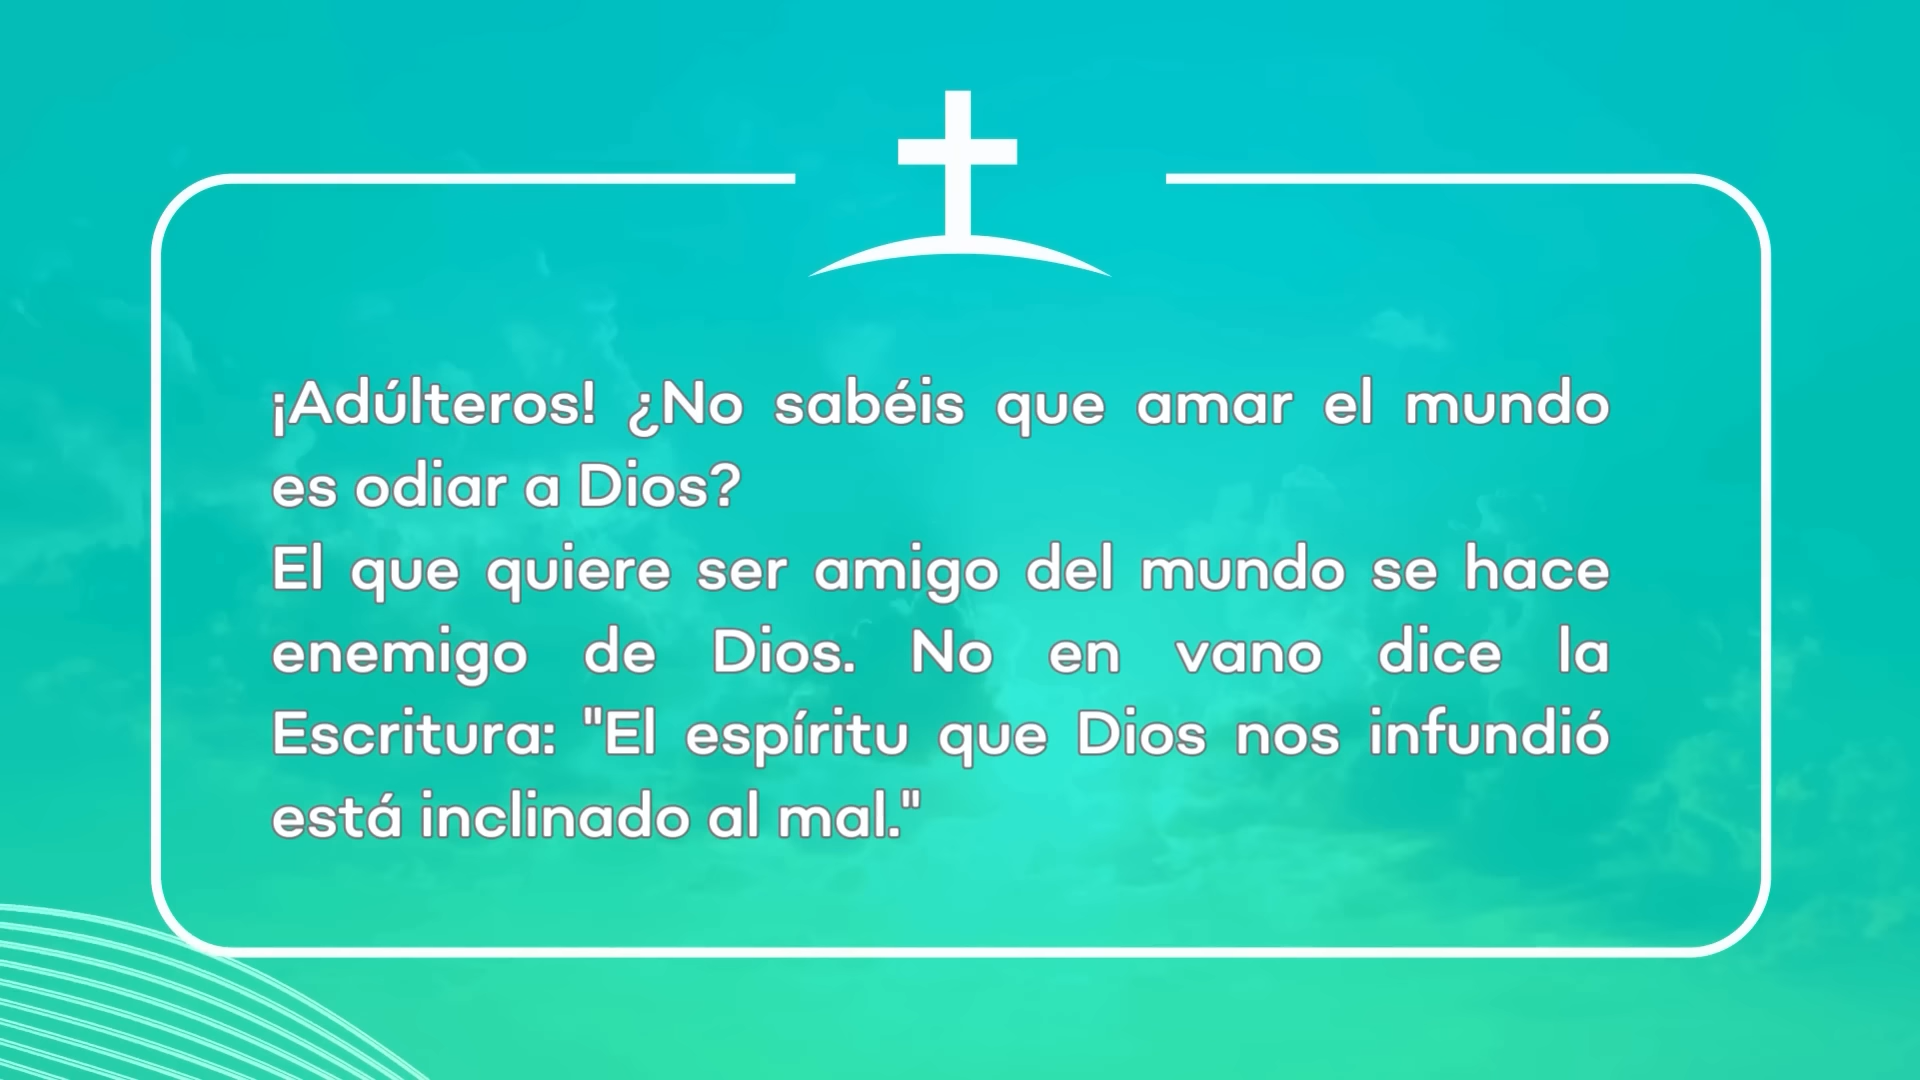 ¡Adúlteros! ¿No sabéis que amar el mundo
es odiar a Dios?
El que quiere ser amigo del mundo se hace
enemigo de Dios. No en vano dice la
Escritura: "El espíritu que Dios nos infundió
está inclinado al mal."